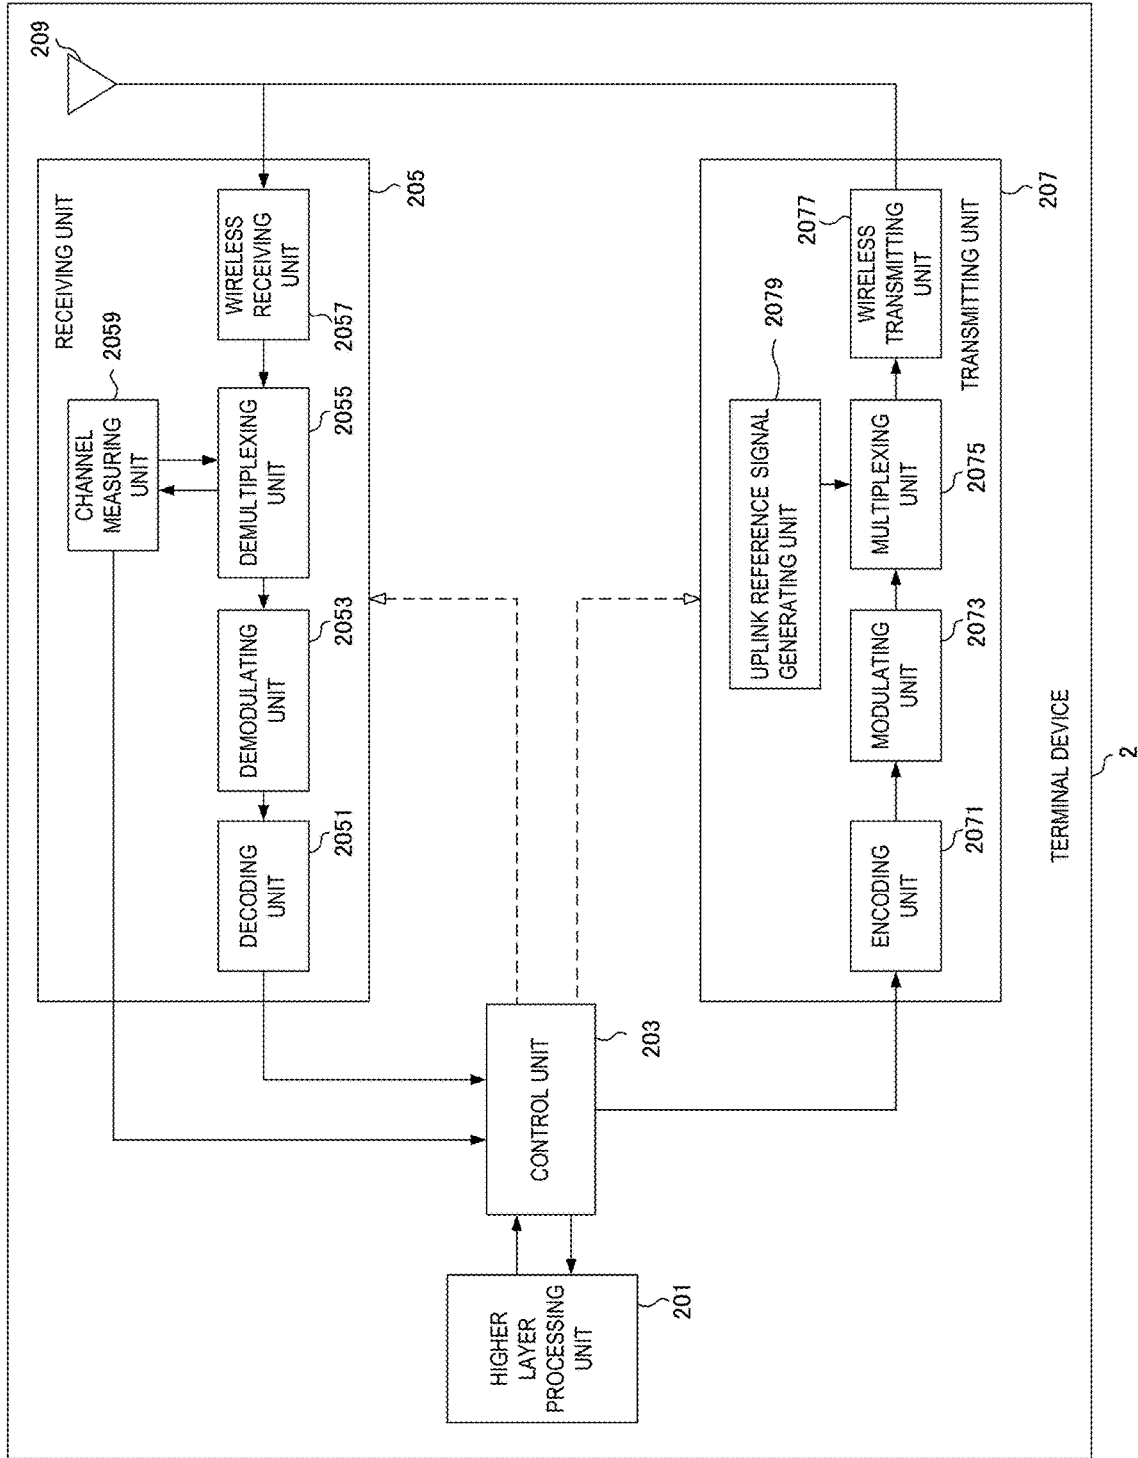 TERMINAL DEVICE
2
HIGHER
LAYER
PROCESSING
UNIT
201
CONTROL UNIT
203
RECEIVING UNIT
205
DECODING
UNIT
2051
DEMODULATING
UNIT
2053
DEMULTIPLEXING
UNIT
2055
CHANNEL
MEASURING
UNIT
2059
WIRELESS
RECEIVING
UNIT
2057
209
ENCODING
UNIT
2071
MODULATING
UNIT
2073
UPLINK REFERENCE SIGNAL
GENERATING UNIT
2079
MULTIPLEXING
UNIT
2075
WIRELESS
TRANSMITTING
UNIT
2077
TRANSMITTING UNIT
207